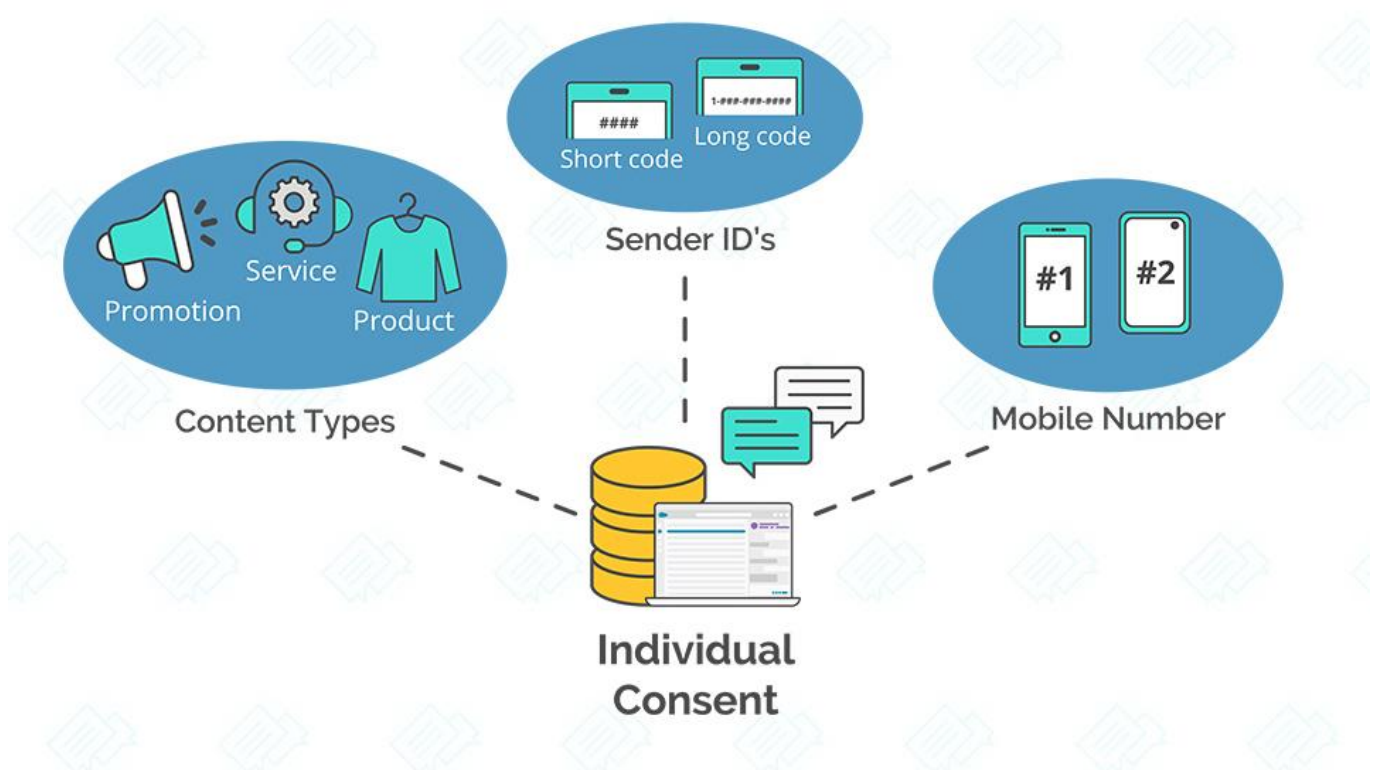 ####
Short code
1-###-###-####
Long code
Sender ID's
Promotion
Service
Product
Content Types
#1
#2
Mobile Number
Individual
Consent